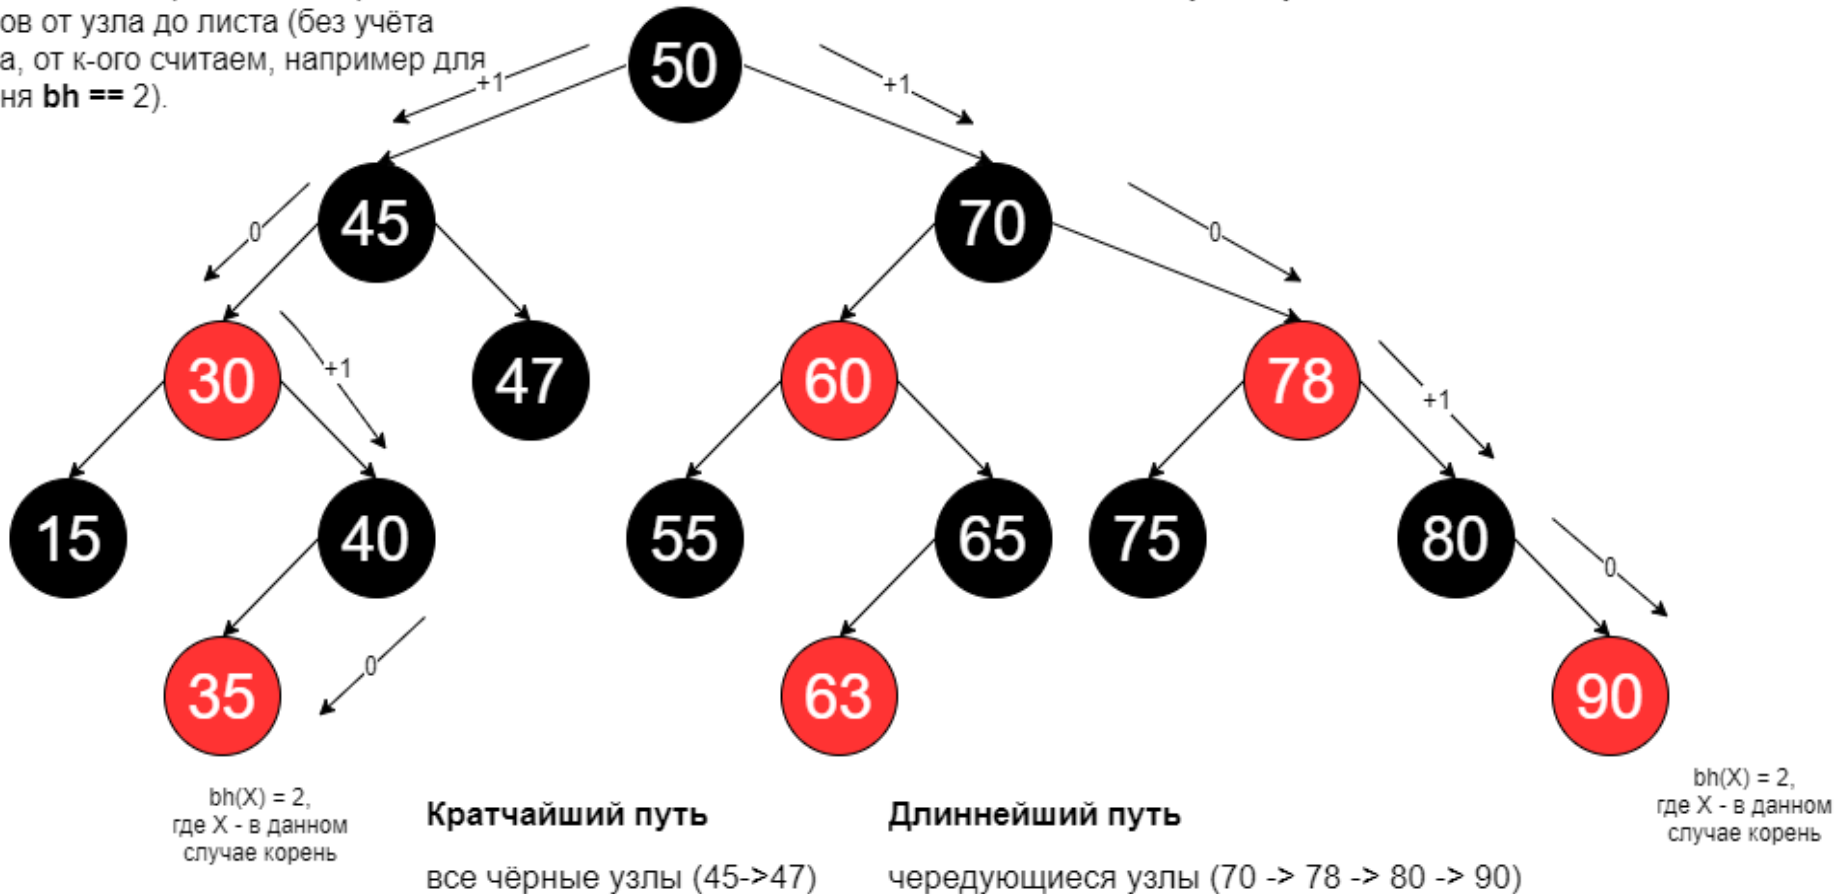 ов от узла до листа (без учёта
а, от к-ого считаем, например для
ня bh == 2).
50
+1
+1
45
70
0
0
30
+1
47
60
78
+1
15
40
55
65
75
80
0
35
0
63
90
bh(X) = 2,
где X - в данном
случае корень
Кратчайший путь
все чёрные узлы (45->47)
Длиннейший путь
чередующиеся узлы (70 -> 78 -> 80 -> 90)
bh(X) = 2,
где X - в данном
случае корень